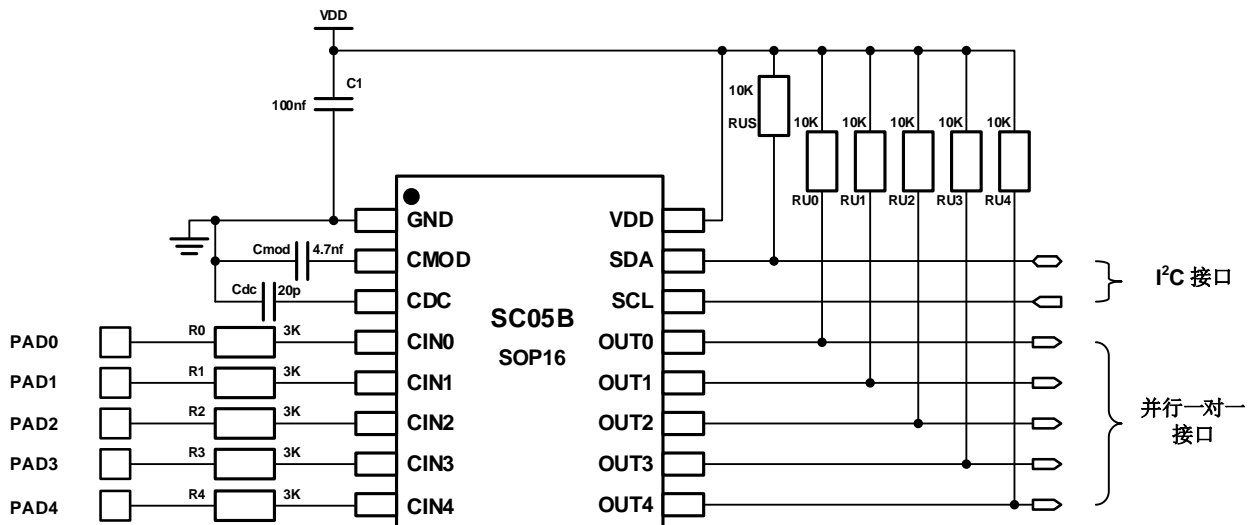 VDD
C1
100nf
10K
RUS
10K
10K
10K
10K
10K
RU0
RU1
RU2
RU3
RU4
GND
VDD
Cmod
4.7nf
CMOD
SDA
I²C 接口
Cdc
20p
CDC
SCL
SC05B
SOP16
PAD0
R0
3K
CIN0
OUT0
PAD1
R1
3K
CIN1
OUT1
PAD2
R2
3K
CIN2
OUT2
并行一对一
接口
PAD3
R3
3K
CIN3
OUT3
PAD4
R4
3K
CIN4
OUT4